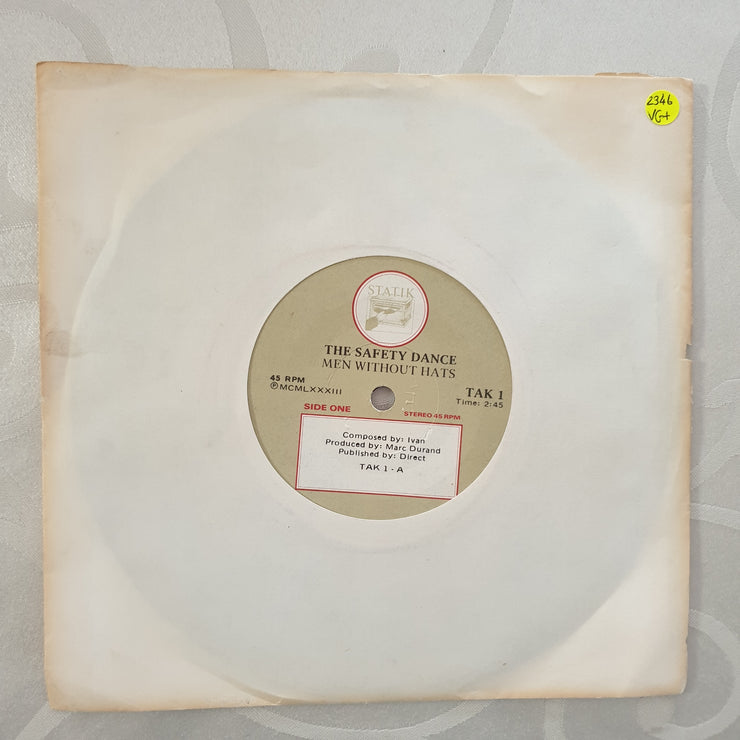 2346
VG+
STATIK
THE SAFETY DANCE
MEN WITHOUT HATS
45 RPM
℗ MCMLXXXIII
TAK 1
Time: 2:45
SIDE ONE
STEREO 45 RPM
Composed by: Ivan
Produced by: Marc Durand
Published by: Direct
TAK 1 - A